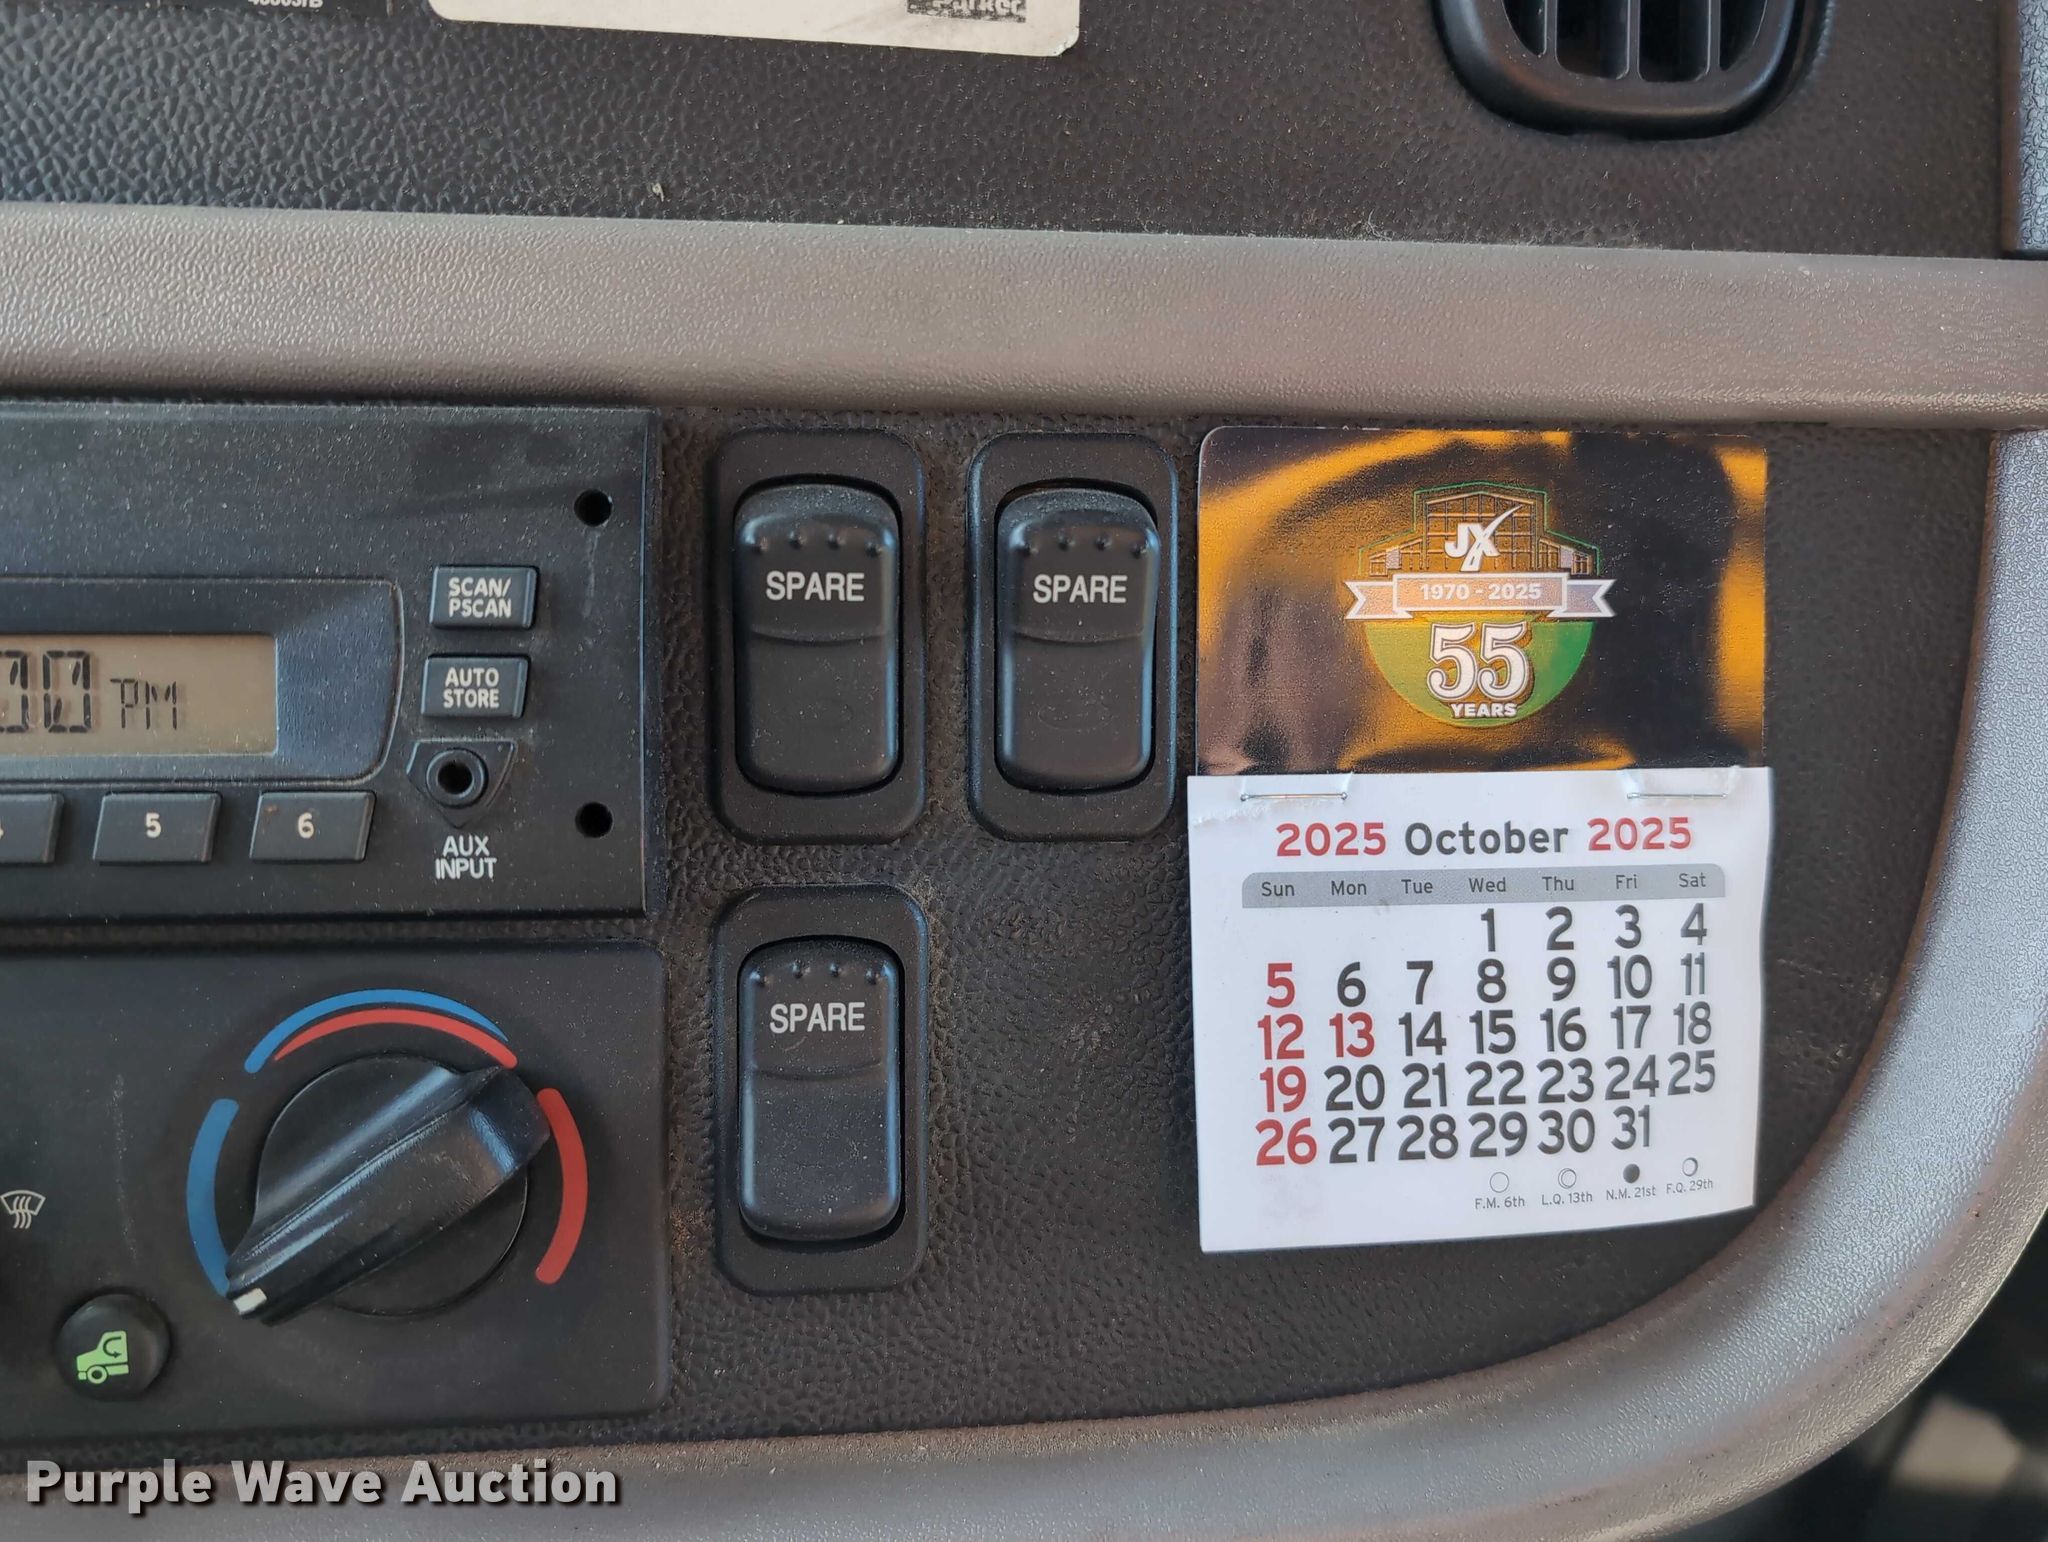 SCAN/
PSCAN
AUTO
STORE
00 PM
5
6
AUX
INPUT
SPARE
SPARE
SPARE
JX
1970 - 2025
55
YEARS
2025 October 2025
Sun Mon Tue Wed Thu Fri Sat
1 2 3 4
5 6 7 8 9 10 11
12 13 14 15 16 17 18
19 20 21 22 23 24 25
26 27 28 29 30 31
F.M. 6th L.Q. 13th N.M. 21st F.Q. 29th
Purple Wave Auction